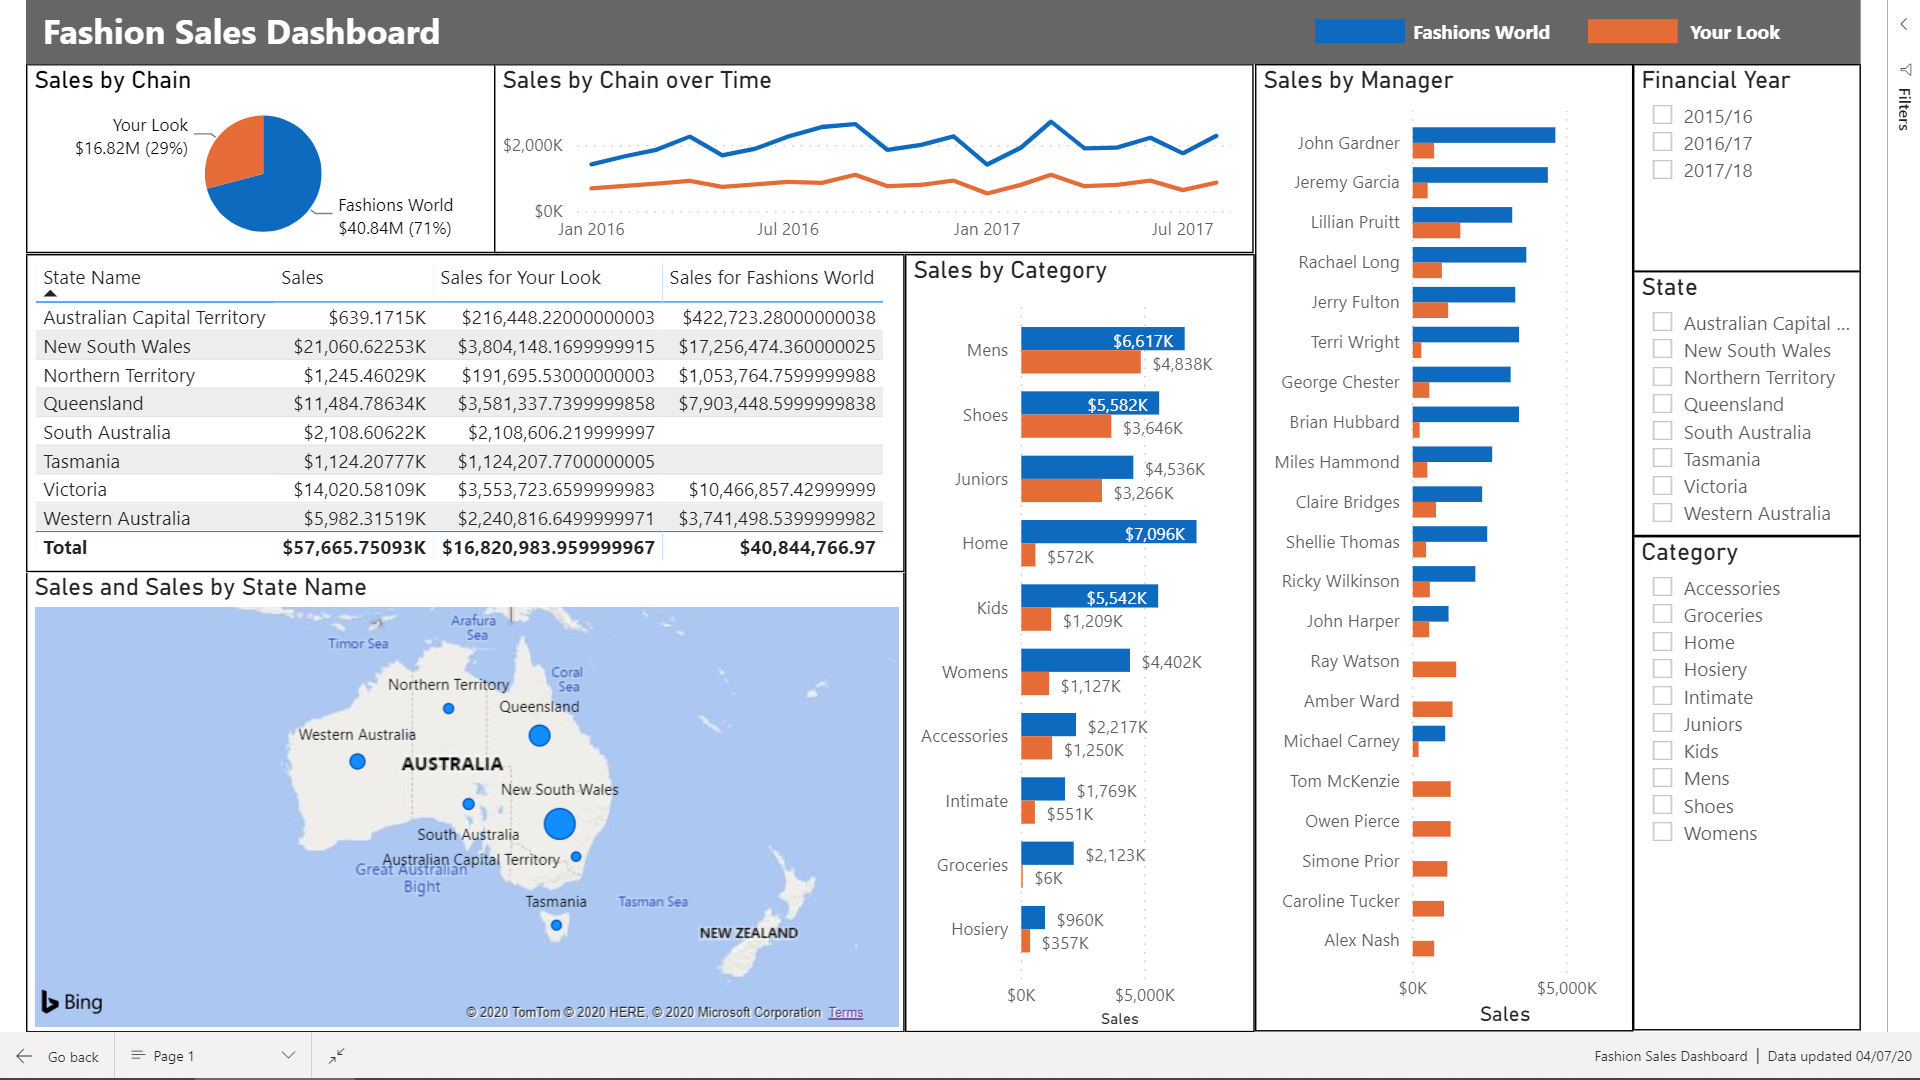 Fashion Sales Dashboard
Fashions World
Your Look
Filters
Sales by Chain
Your Look
$16.82M (29%)
Fashions World
$40.84M (71%)
Sales by Chain over Time
$2,000K
$0K
Jan 2016 Jul 2016 Jan 2017 Jul 2017
State Name Sales Sales for Your Look Sales for Fashions World
Australian Capital Territory $639.1715K $216,448.22000000003 $422,723.28000000038
New South Wales $21,060.62253K $3,804,148.1699999915 $17,256,474.360000025
Northern Territory $1,245.46029K $191,695.53000000003 $1,053,764.7599999988
Queensland $11,484.78634K $3,581,337.7399999858 $7,903,448.5999999838
South Australia $2,108.60622K $2,108,606.219999997
Tasmania $1,124.20777K $1,124,207.7700000005
Victoria $14,020.58109K $3,553,723.6599999983 $10,466,857.42999999
Western Australia $5,982.31519K $2,240,816.6499999971 $3,741,498.5399999982
Total $57,665.75093K $16,820,983.959999967 $40,844,766.97
Sales and Sales by State Name
Arafura
Sea
Timor Sea
Coral
Sea
Northern Territory
Queensland
Western Australia
AUSTRALIA
New South Wales
South Australia
Australian Capital Territory
Great Australian
Bight
Tasmania
Tasman Sea
NEW ZEALAND
Bing
© 2020 TomTom © 2020 HERE, © 2020 Microsoft Corporation Terms
Sales by Category
Mens $6,617K
$4,838K
Shoes $5,582K
$3,646K
Juniors $4,536K
$3,266K
Home $7,096K
$572K
Kids $5,542K
$1,209K
Womens $4,402K
$1,127K
Accessories $2,217K
$1,250K
Intimate $1,769K
$551K
Groceries $2,123K
$6K
Hosiery $960K
$357K
$0K $5,000K
Sales
Sales by Manager
John Gardner
Jeremy Garcia
Lillian Pruitt
Rachael Long
Jerry Fulton
Terri Wright
George Chester
Brian Hubbard
Miles Hammond
Claire Bridges
Shellie Thomas
Ricky Wilkinson
John Harper
Ray Watson
Amber Ward
Michael Carney
Tom McKenzie
Owen Pierce
Simone Prior
Caroline Tucker
Alex Nash
$0K $5,000K
Sales
Financial Year
2015/16
2016/17
2017/18
State
Australian Capital ...
New South Wales
Northern Territory
Queensland
South Australia
Tasmania
Victoria
Western Australia
Category
Accessories
Groceries
Home
Hosiery
Intimate
Juniors
Kids
Mens
Shoes
Womens
Go back
Page 1
Fashion Sales Dashboard | Data updated 04/07/20